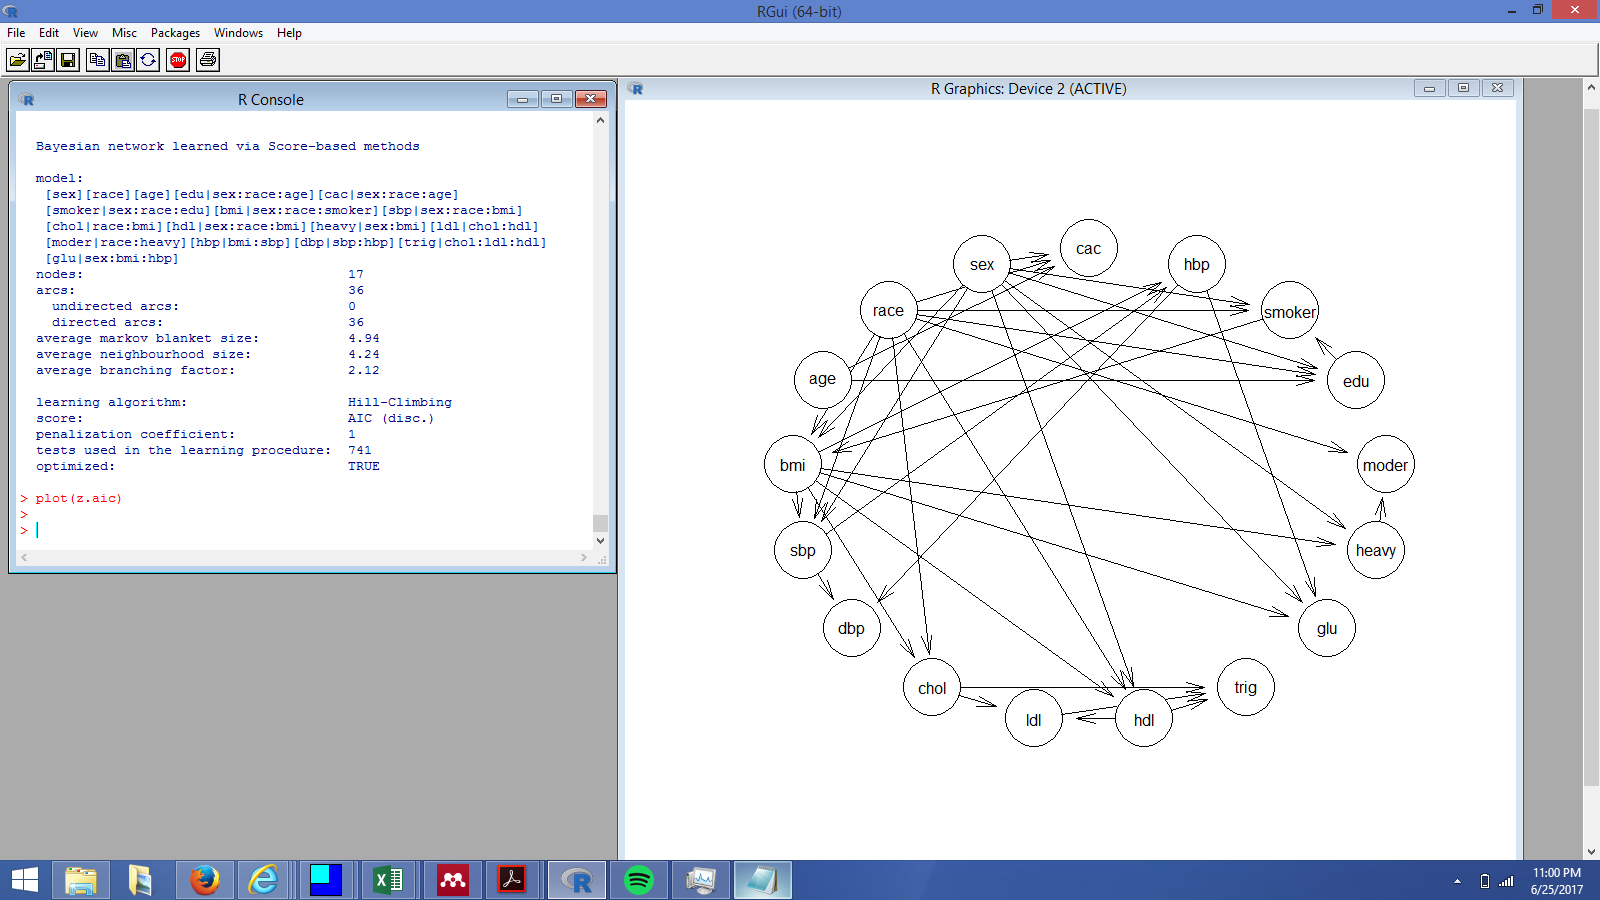 RGui (64-bit)
File Edit View Misc Packages Windows Help
STOP
R Console
Bayesian network learned via Score-based methods
model:
[sex][race][age][edu|sex:race:age][cac|sex:race:age]
[smoker|sex:race:edu][bmi|sex:race:smoker][sbp|sex:race:bmi]
[chol|race:bmi][hdl|sex:race:bmi][heavy|sex:bmi][ldl|chol:hdl]
[moder|race:heavy][hbp|bmi:sbp][dbp|sbp:hbp][trig|chol:ldl:hdl]
[glu|sex:bmi:hbp]
nodes: 17
arcs: 36
undirected arcs: 0
directed arcs: 36
average markov blanket size: 4.94
average neighbourhood size: 4.24
average branching factor: 2.12
learning algorithm: Hill-Climbing
score: AIC (disc.)
penalization coefficient: 1
tests used in the learning procedure: 741
optimized: TRUE
> plot(z.aic)
>
>
R Graphics: Device 2 (ACTIVE)
cac
sex
hbp
race
smoker
age
edu
bmi
moder
sbp
heavy
dbp
glu
chol
trig
ldl
hdl
11:00 PM
6/25/2017